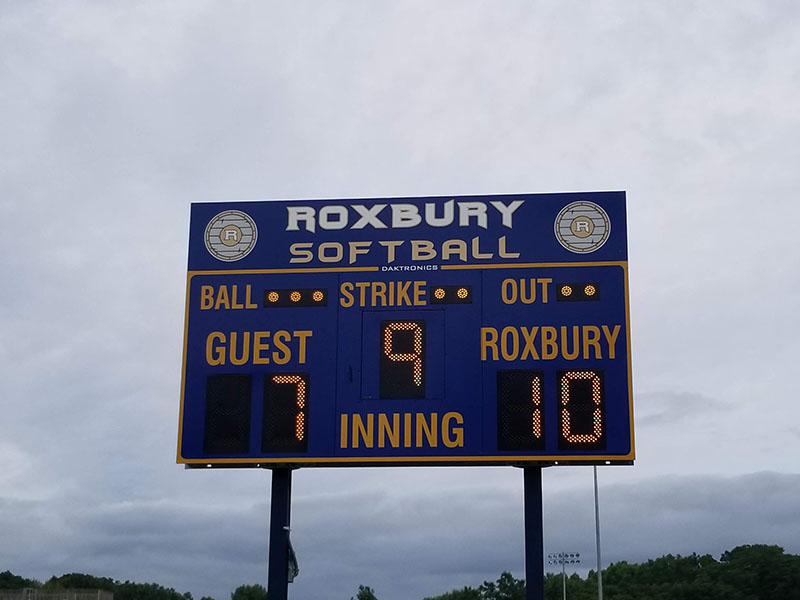 ROXBURY
R R
SOFTBALL
DAKTRONICS
BALL STRIKE OUT
GUEST 9 ROXBURY
7 INNING 10